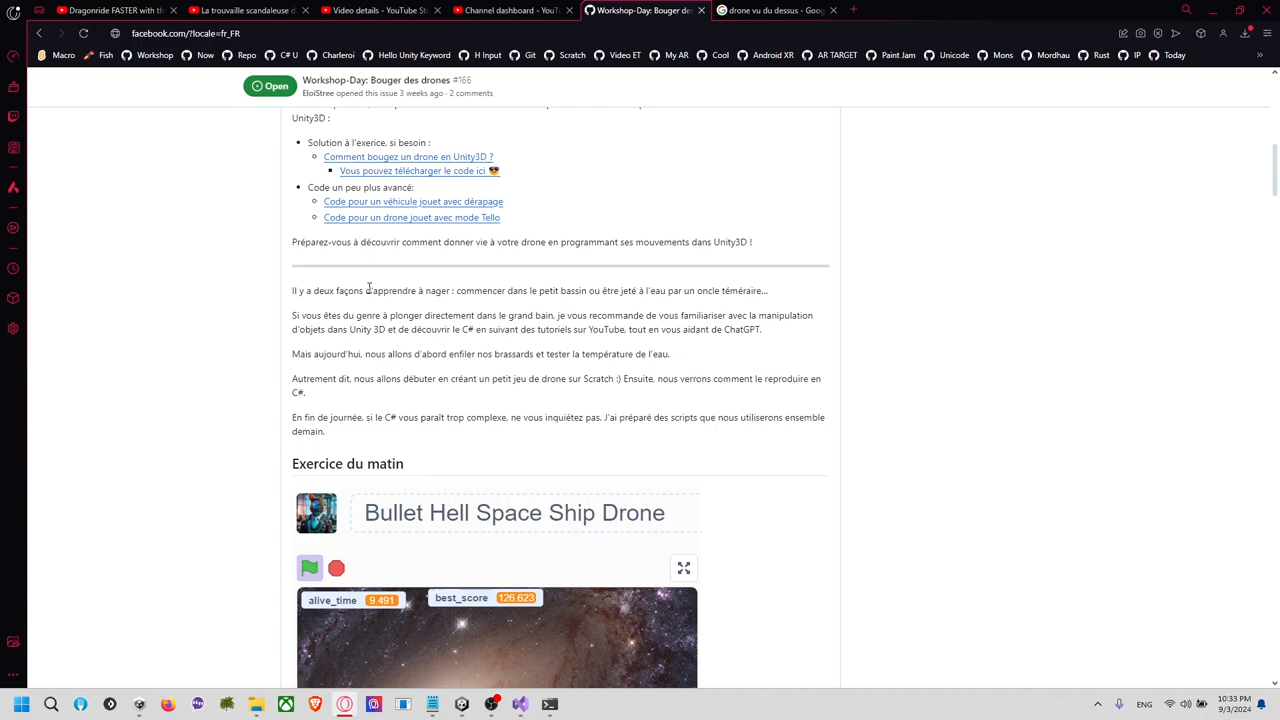 Dragonride FASTER with th
La trouvaille scandaleuse d
Video details - YouTube St
Channel dashboard - YouT
Workshop-Day: Bouger des
drone vu du dessus - Goog
facebook.com/?locale=fr_FR
Macro
Fish
Workshop
Now
Repo
C# U
Charleroi
Hello Unity Keyword
H Input
Git
Scratch
Video ET
My AR
Cool
Android XR
AR TARGET
Paint Jam
Unicode
Mons
Mordhau
Rust
IP
Today
Open
Workshop-Day: Bouger des drones #166
EloiStree opened this issue 3 weeks ago · 2 comments
Unity3D :
Solution à l'exerice, si besoin :
Comment bougez un drone en Unity3D ?
Vous pouvez télécharger le code ici
Code un peu plus avancé:
Code pour un véhicule jouet avec dérapage
Code pour un drone jouet avec mode Tello
Préparez-vous à découvrir comment donner vie à votre drone en programmant ses mouvements dans Unity3D !
Il y a deux façons d'apprendre à nager : commencer dans le petit bassin ou être jeté à l'eau par un oncle téméraire...
Si vous êtes du genre à plonger directement dans le grand bain, je vous recommande de vous familiariser avec la manipulation
d'objets dans Unity 3D et de découvrir le C# en suivant des tutoriels sur YouTube, tout en vous aidant de ChatGPT.
Mais aujourd'hui, nous allons d'abord enfiler nos brassards et tester la température de l'eau.
Autrement dit, nous allons débuter en créant un petit jeu de drone sur Scratch :) Ensuite, nous verrons comment le reproduire en
C#.
En fin de journée, si le C# vous paraît trop complexe, ne vous inquiétez pas. J'ai préparé des scripts que nous utiliserons ensemble
demain.
Exercice du matin
Bullet Hell Space Ship Drone
alive_time 9.491
best_score 126.623
ENG
10:33 PM
9/3/2024